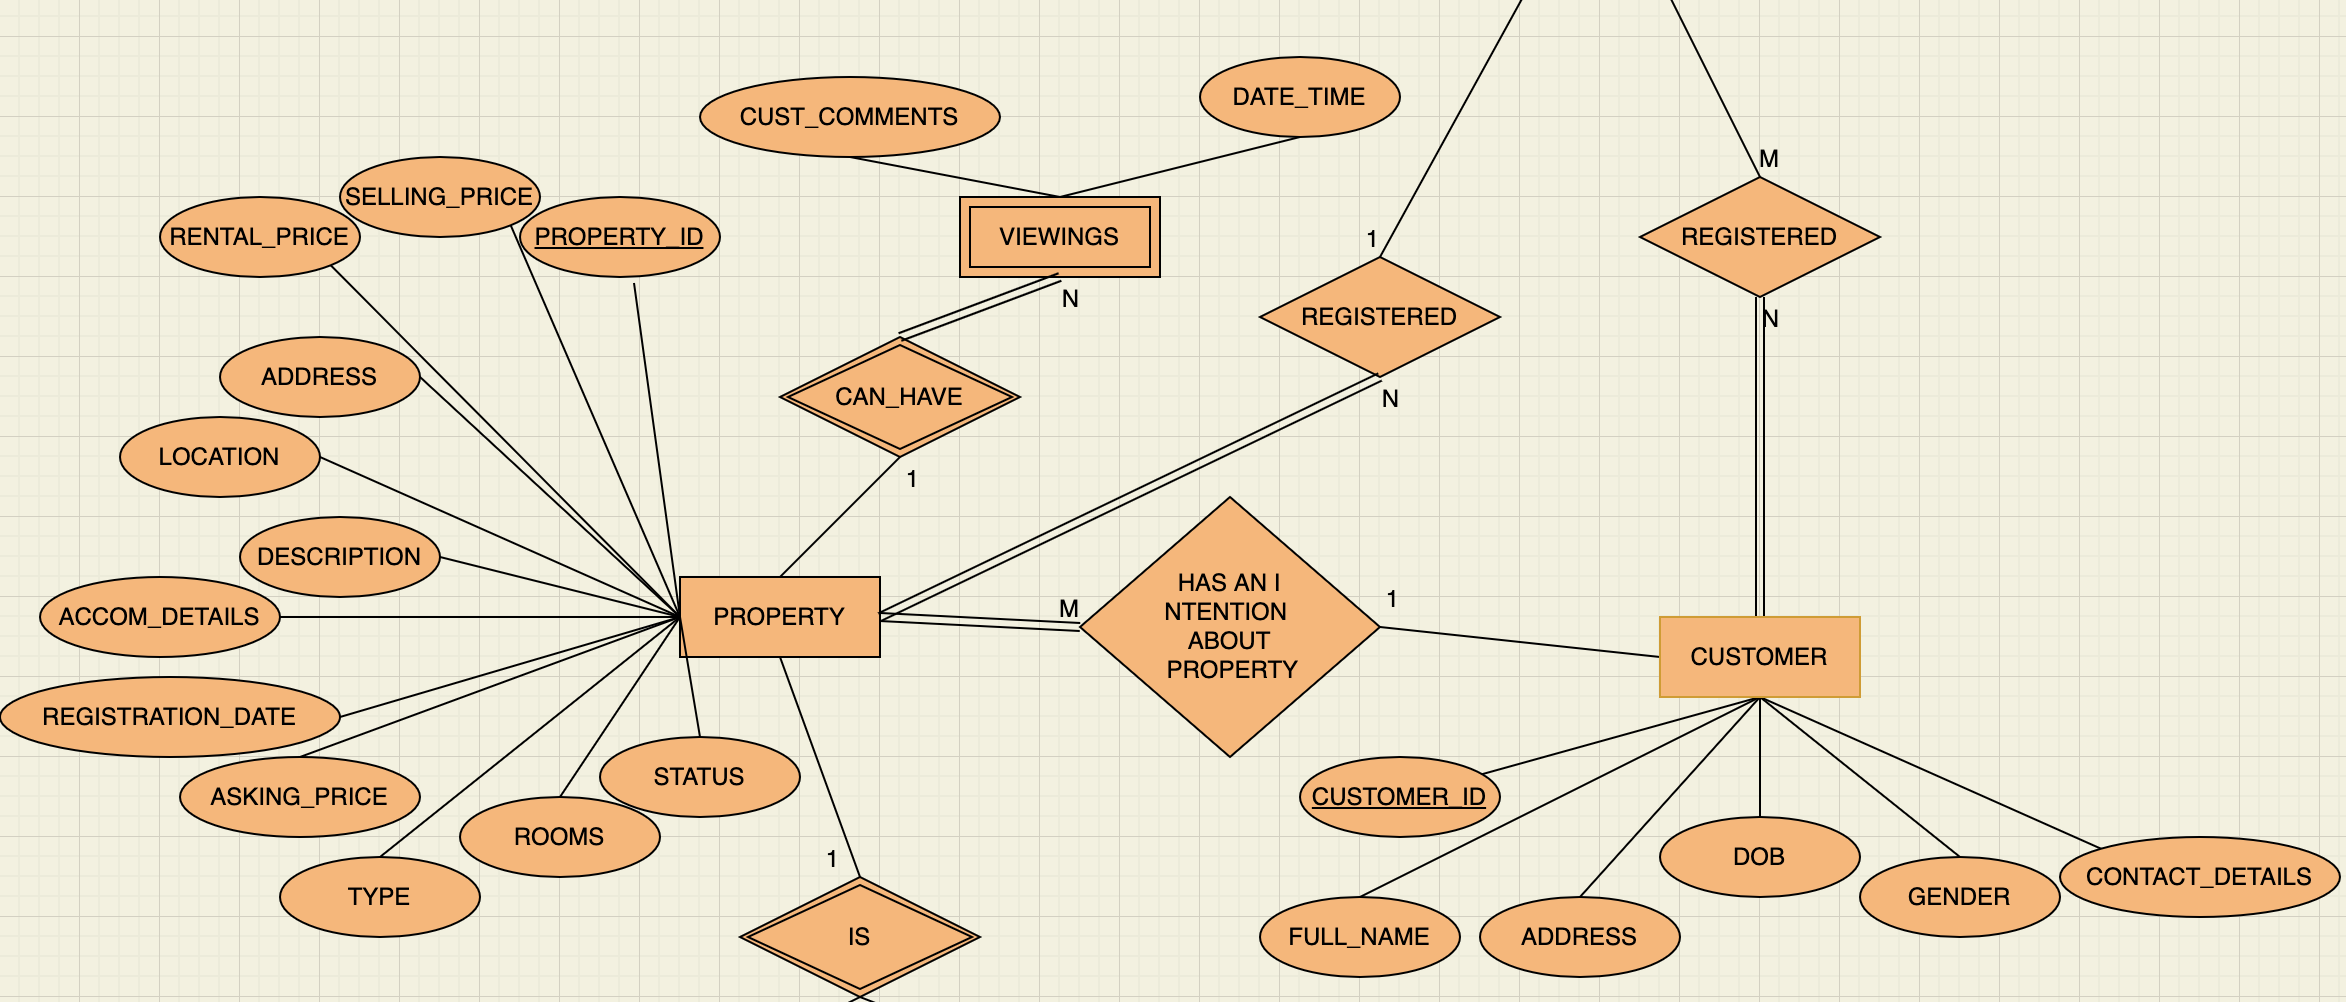 DATE_TIME
CUST_COMMENTS
M
SELLING_PRICE
RENTAL_PRICE
PROPERTY_ID
VIEWINGS
1
REGISTERED
N
REGISTERED
N
ADDRESS
CAN_HAVE
N
LOCATION
1
DESCRIPTION
HAS AN I
NTENTION
ABOUT
PROPERTY
M
1
ACCOM_DETAILS
PROPERTY
CUSTOMER
REGISTRATION_DATE
STATUS
ASKING_PRICE
CUSTOMER_ID
ROOMS
1
DOB
CONTACT_DETAILS
TYPE
GENDER
IS
FULL_NAME
ADDRESS